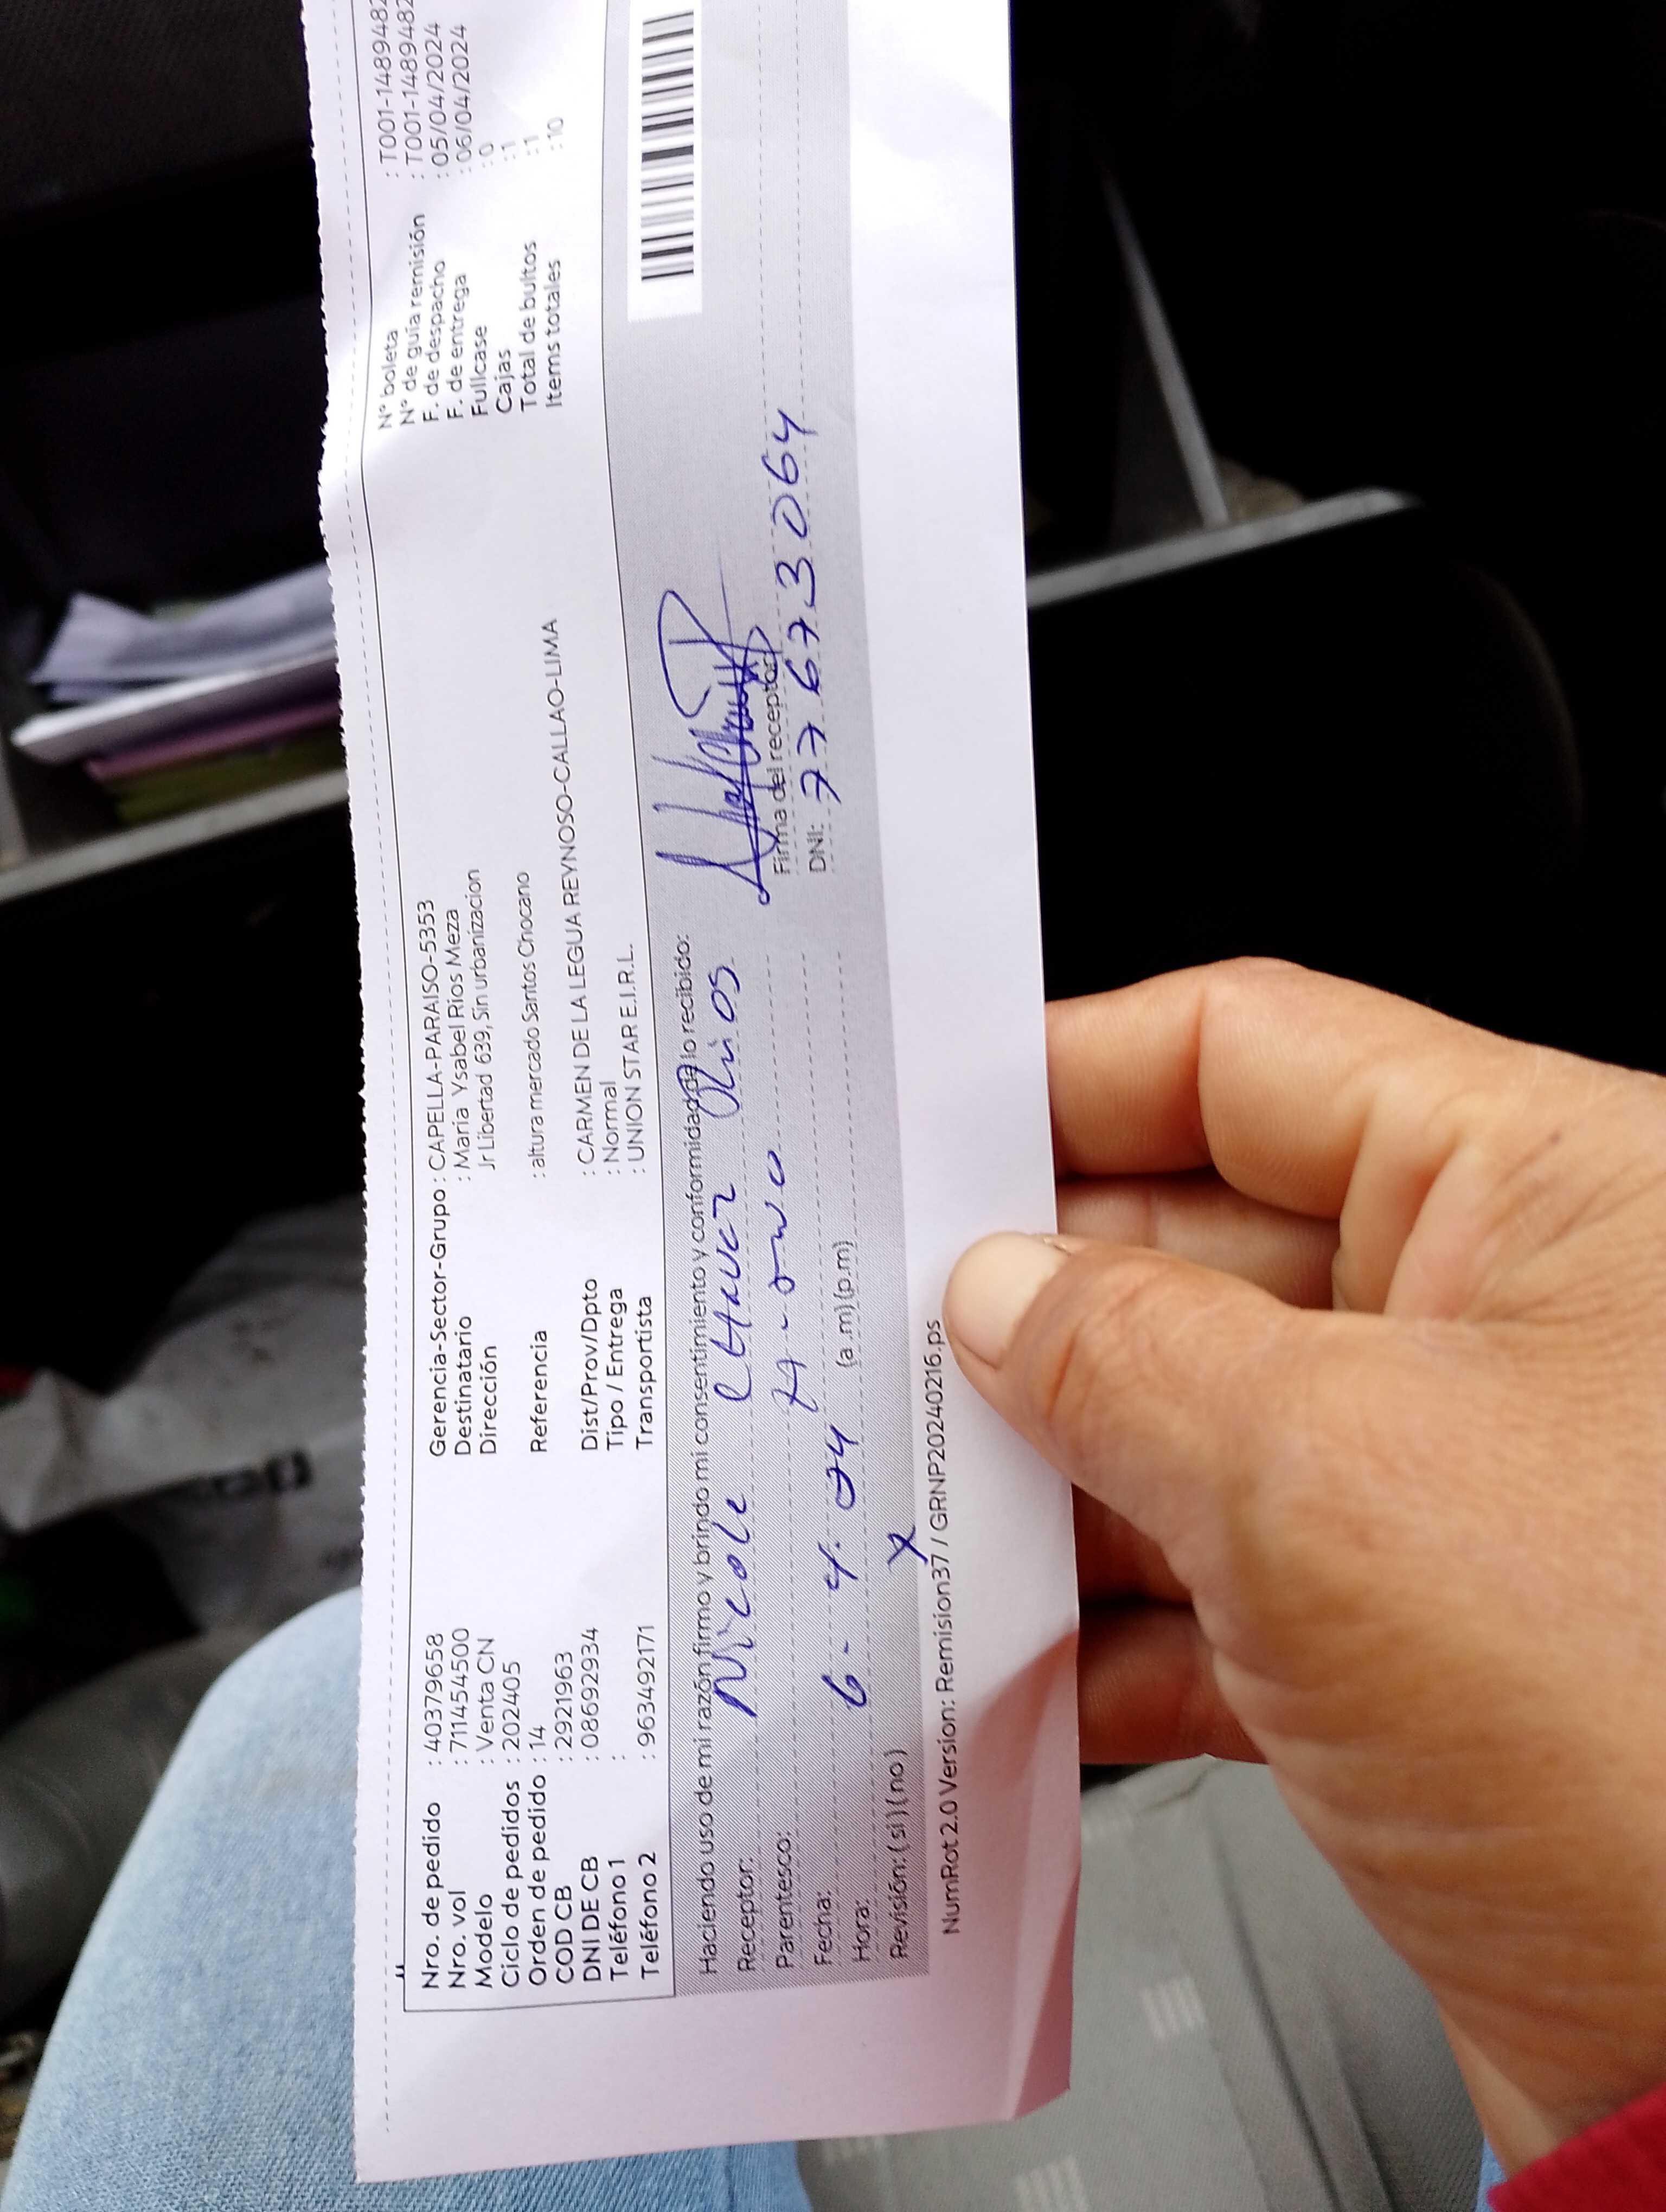 Nro. de pedido : 40379658
Nro. vol : 711454500
Modelo : Venta CN
Ciclo de pedidos : 202405
Orden de pedido : 14
COD CB : 2921963
DNI DE CB : 08692934
Teléfono 1 :
Teléfono 2 : 963492171
Gerencia-Sector-Grupo : CAPELLA-PARAISO-5353
Destinatario : Maria Ysabel Rios Meza
Dirección Jr Libertad 639, Sin urbanizacion
Referencia : altura mercado Santos Chocano
Dist/Prov/Dpto : CARMEN DE LA LEGUA REYNOSO-CALLAO-LIMA
Tipo / Entrega : Normal
Transportista : UNION STAR E.I.R.L.
N° boleta : T001-1489482
N° de guía remisión : T001-1489482
F. de despacho : 05/04/2024
F. de entrega : 06/04/2024
Fullcase : 0
Cajas : 1
Total de bultos : 1
Items totales : 10
Haciendo uso de mi razón firmo y brindo mi consentimiento y conformidad de lo recibido:
Receptor: Nicole Chavez Rios
Parentesco:
Firma del receptor
Fecha: 6-4.
DNI: 77673064
Hora: (a.m) (p.m)
Revisión: (si) (no) X
NumRot 2.0 Version: Remision37 / GRNP20240216.ps